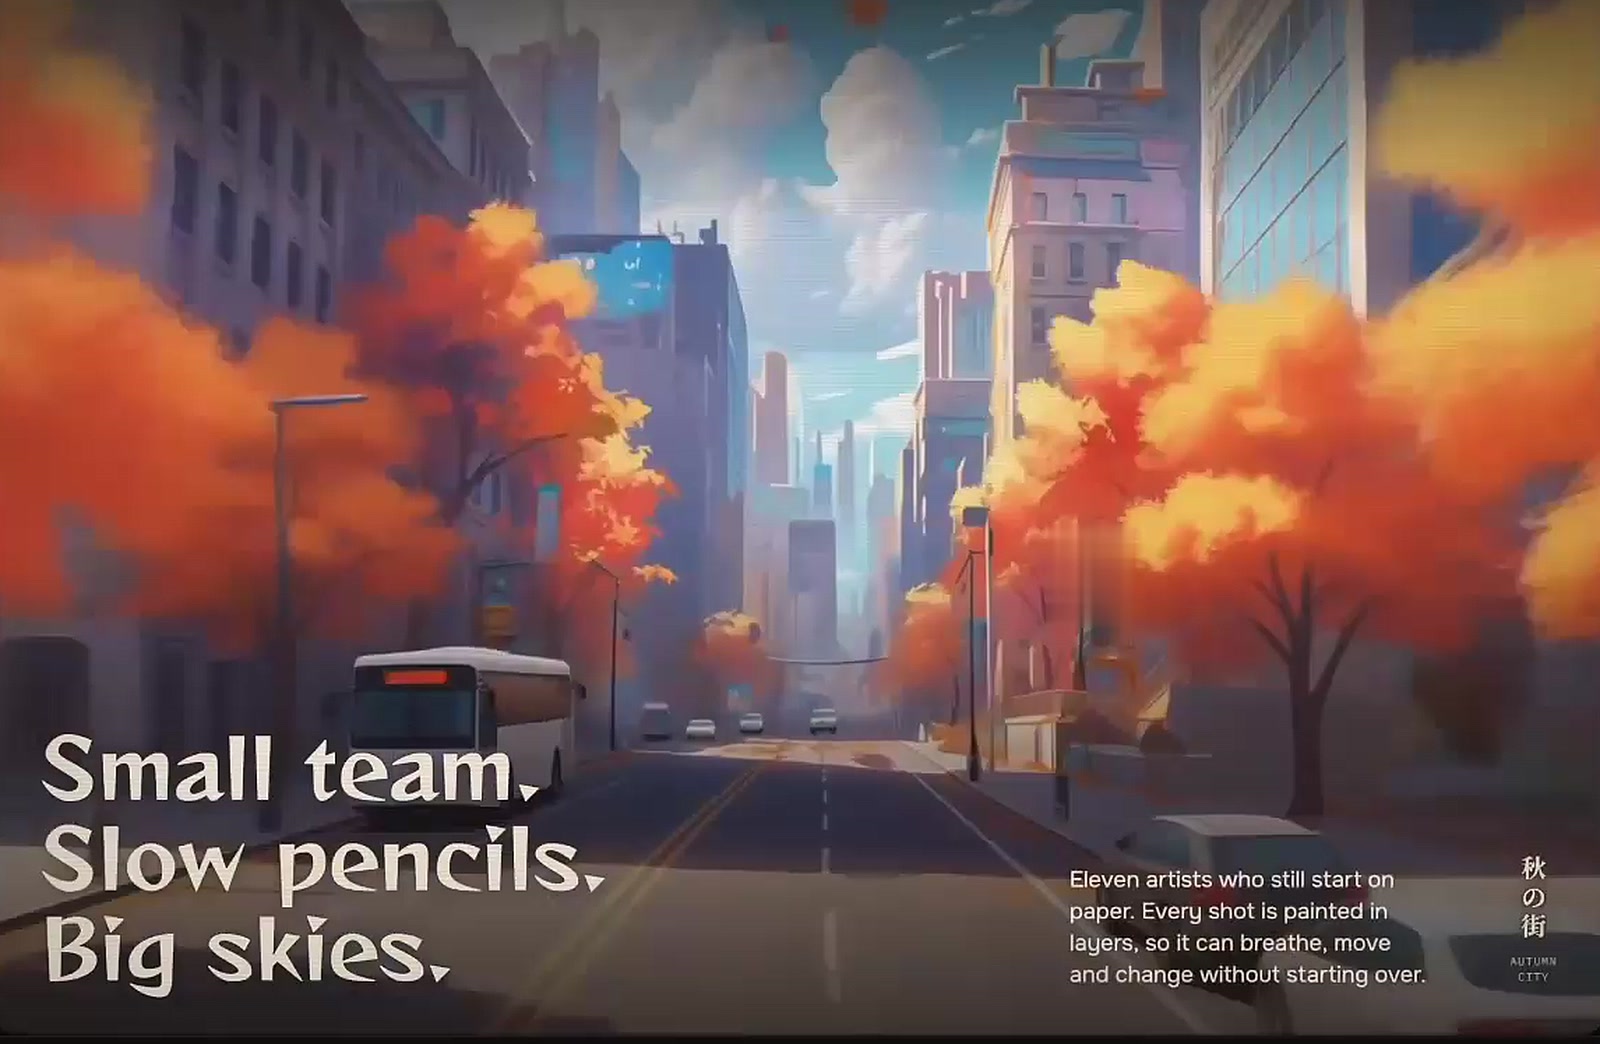 Small team.
Slow pencils.
Big skies.
Eleven artists who still start on
paper. Every shot is painted in
layers, so it can breathe, move
and change without starting over.
秋の街
AUTUMN
CITY